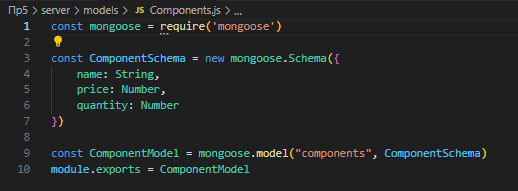 Пр5 > server > models > JS Components.js > ...
1 const mongoose = require('mongoose')
2
3 const ComponentSchema = new mongoose.Schema({
4 name: String,
5 price: Number,
6 quantity: Number
7 })
8
9 const ComponentModel = mongoose.model("components", ComponentSchema)
10 module.exports = ComponentModel